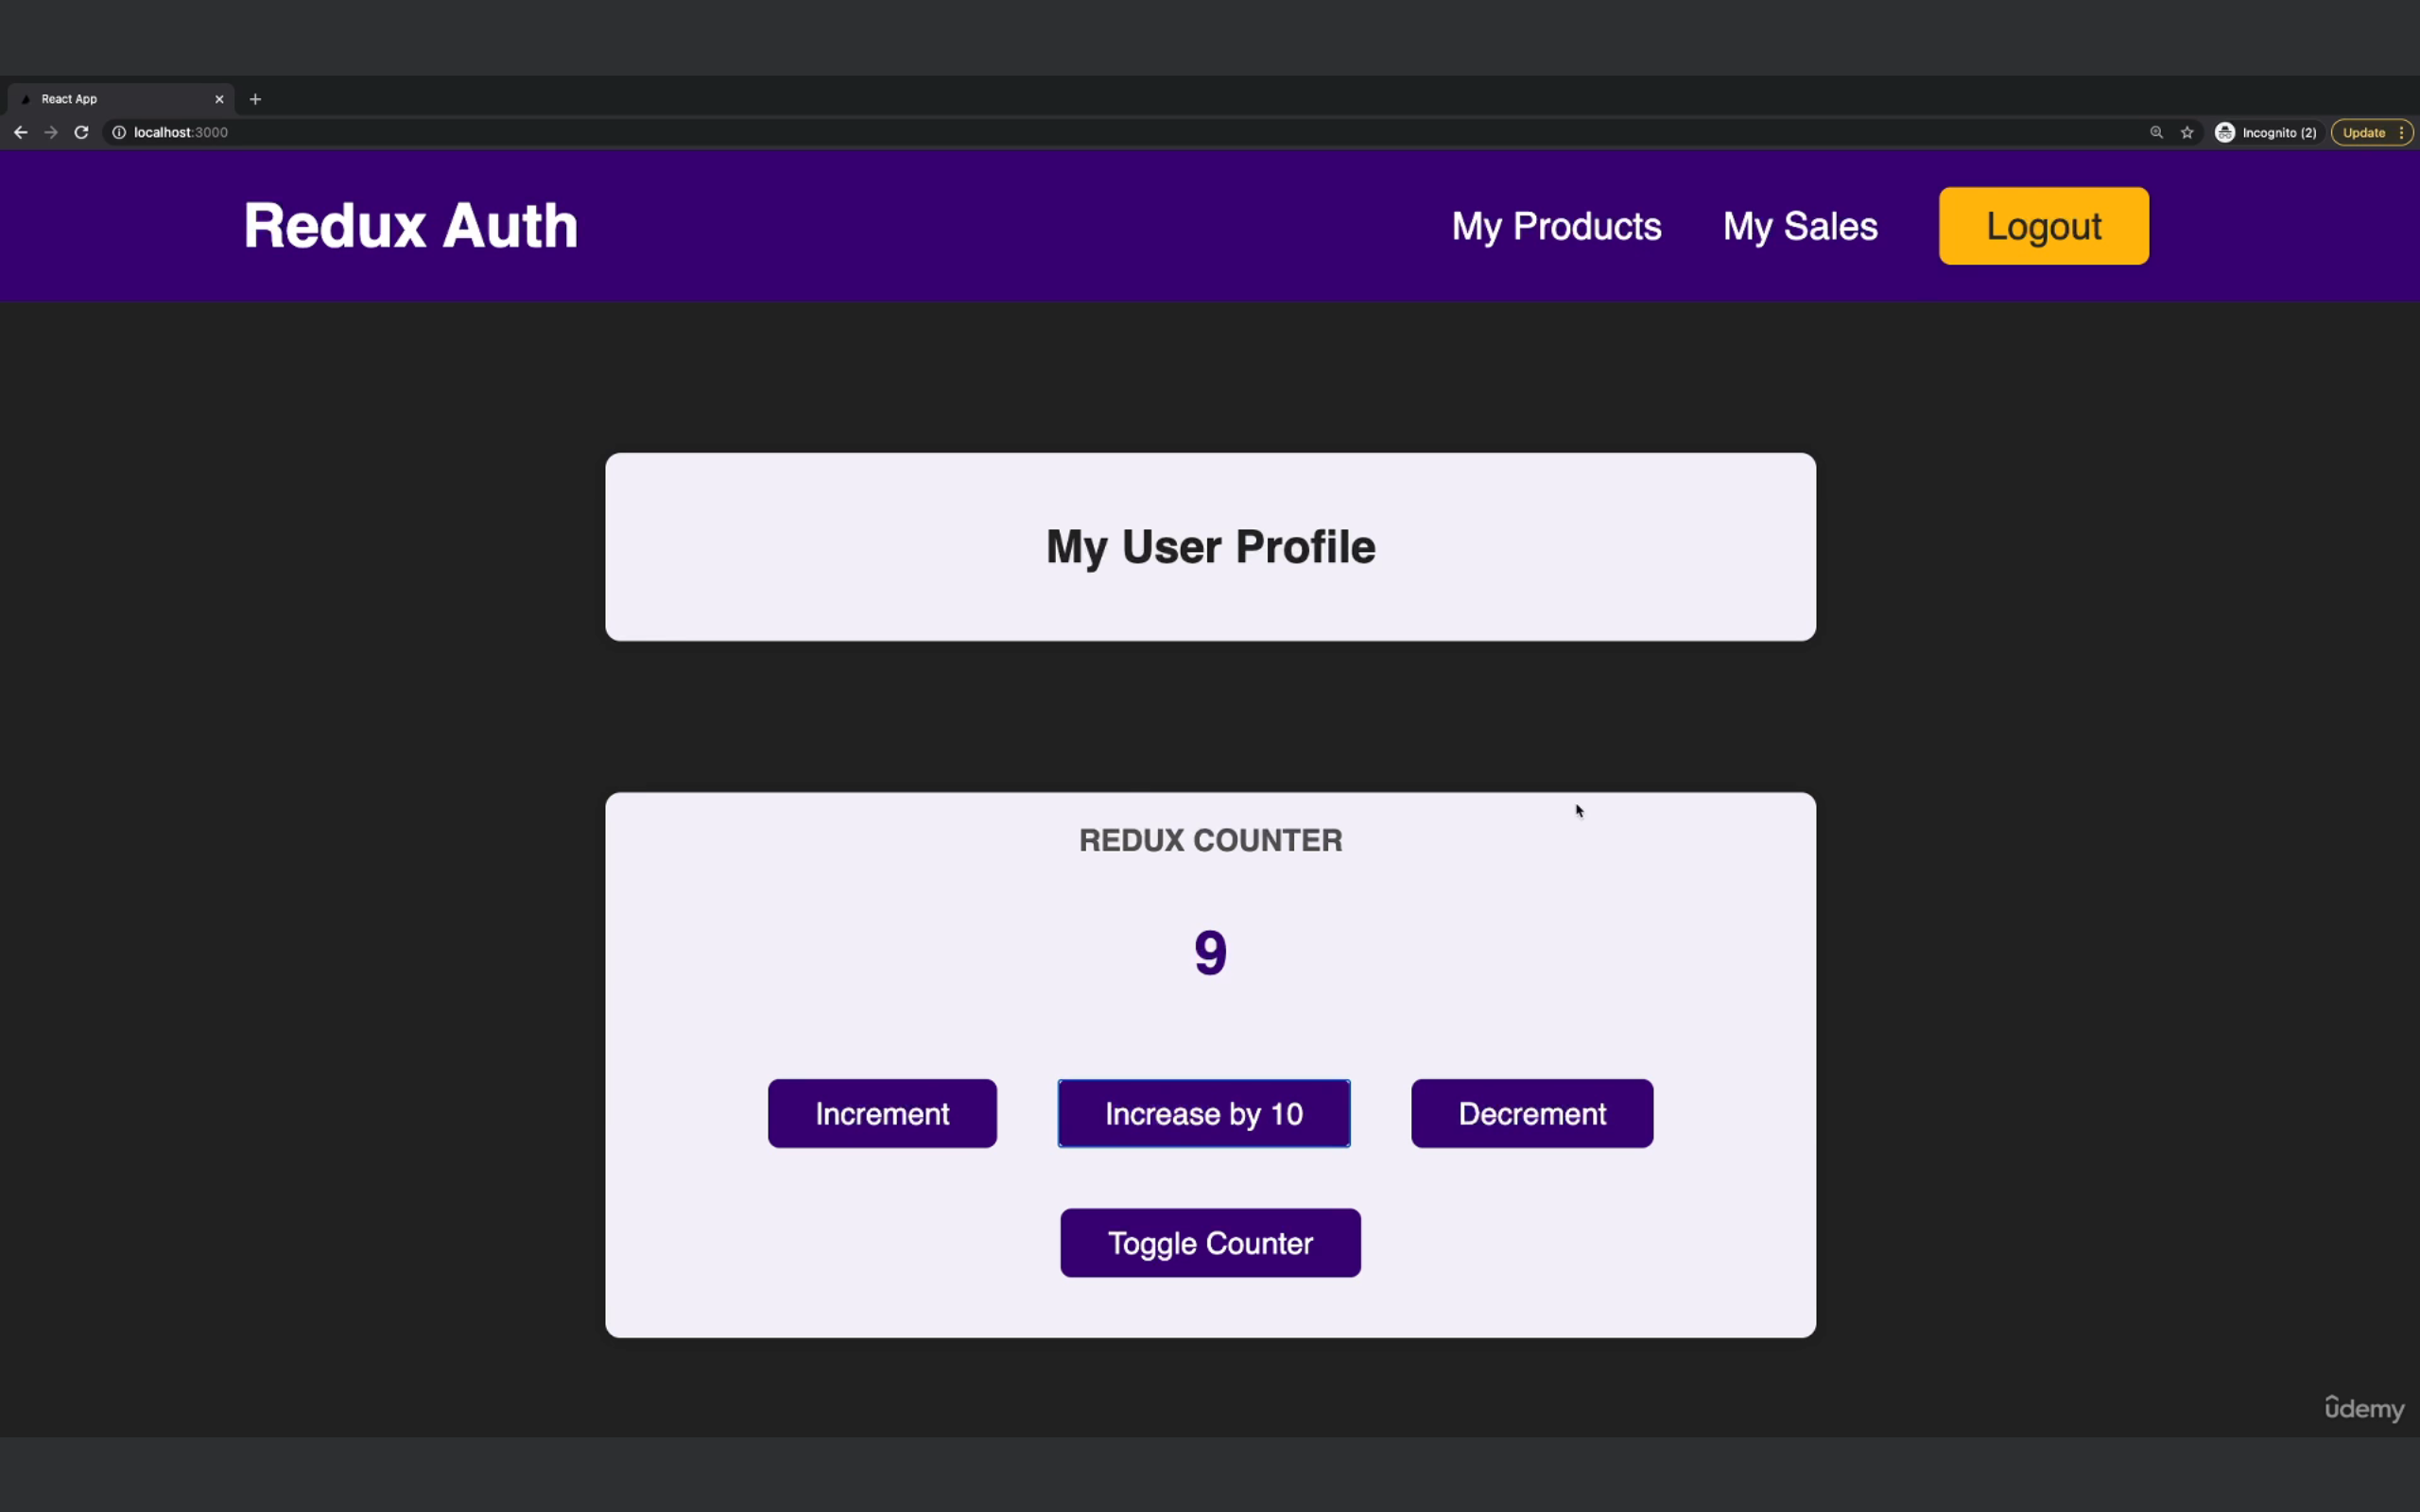 React App
localhost:3000
Incognito (2)
Update
Redux Auth
My Products
My Sales
Logout
My User Profile
REDUX COUNTER
9
Increment
Increase by 10
Decrement
Toggle Counter
ûdemy